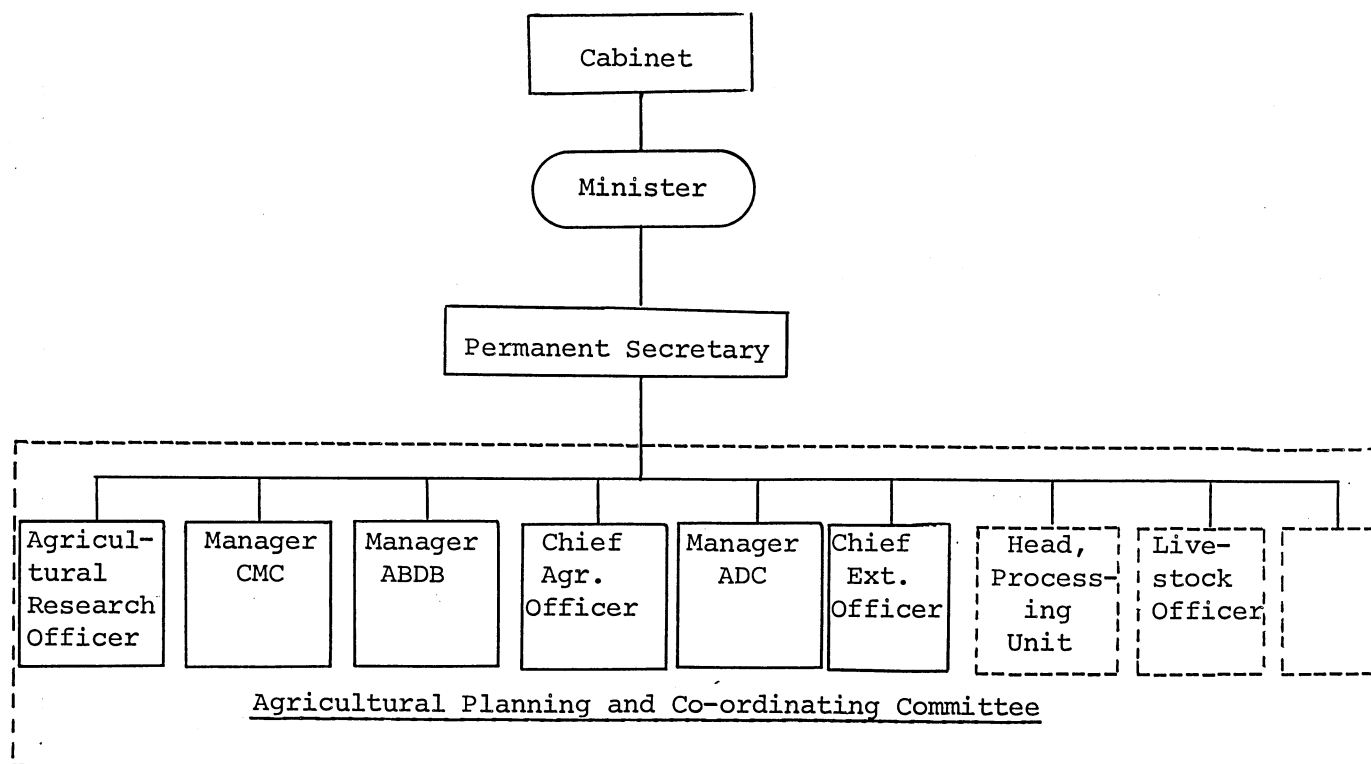 Cabinet
Minister
Permanent Secretary
Agricul-
tural
Research
Officer
Manager
CMC
Manager
ABDB
Chief
Agr.
Officer
Manager
ADC
Chief
Ext.
Officer
Head,
Process-
ing
Unit
Live-
stock
Officer
Agricultural Planning and Co-ordinating Committee